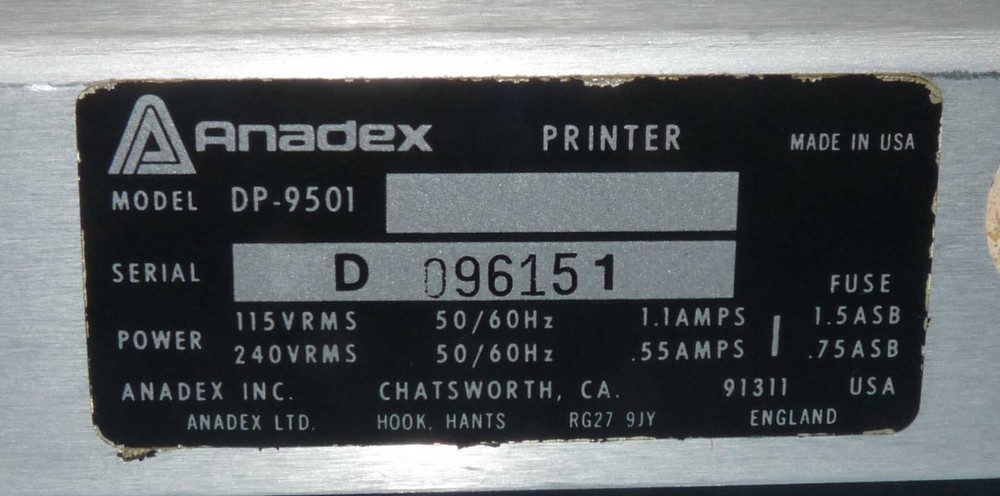 Anadex PRINTER MADE IN USA
MODEL DP-9501
SERIAL D 096151
FUSE
POWER 115VRMS 50/60Hz 1.1AMPS 1.5ASB
240VRMS 50/60Hz .55AMPS .75ASB
ANADEX INC. CHATSWORTH, CA. 91311 USA
ANADEX LTD. HOOK, HANTS RG27 9JY ENGLAND